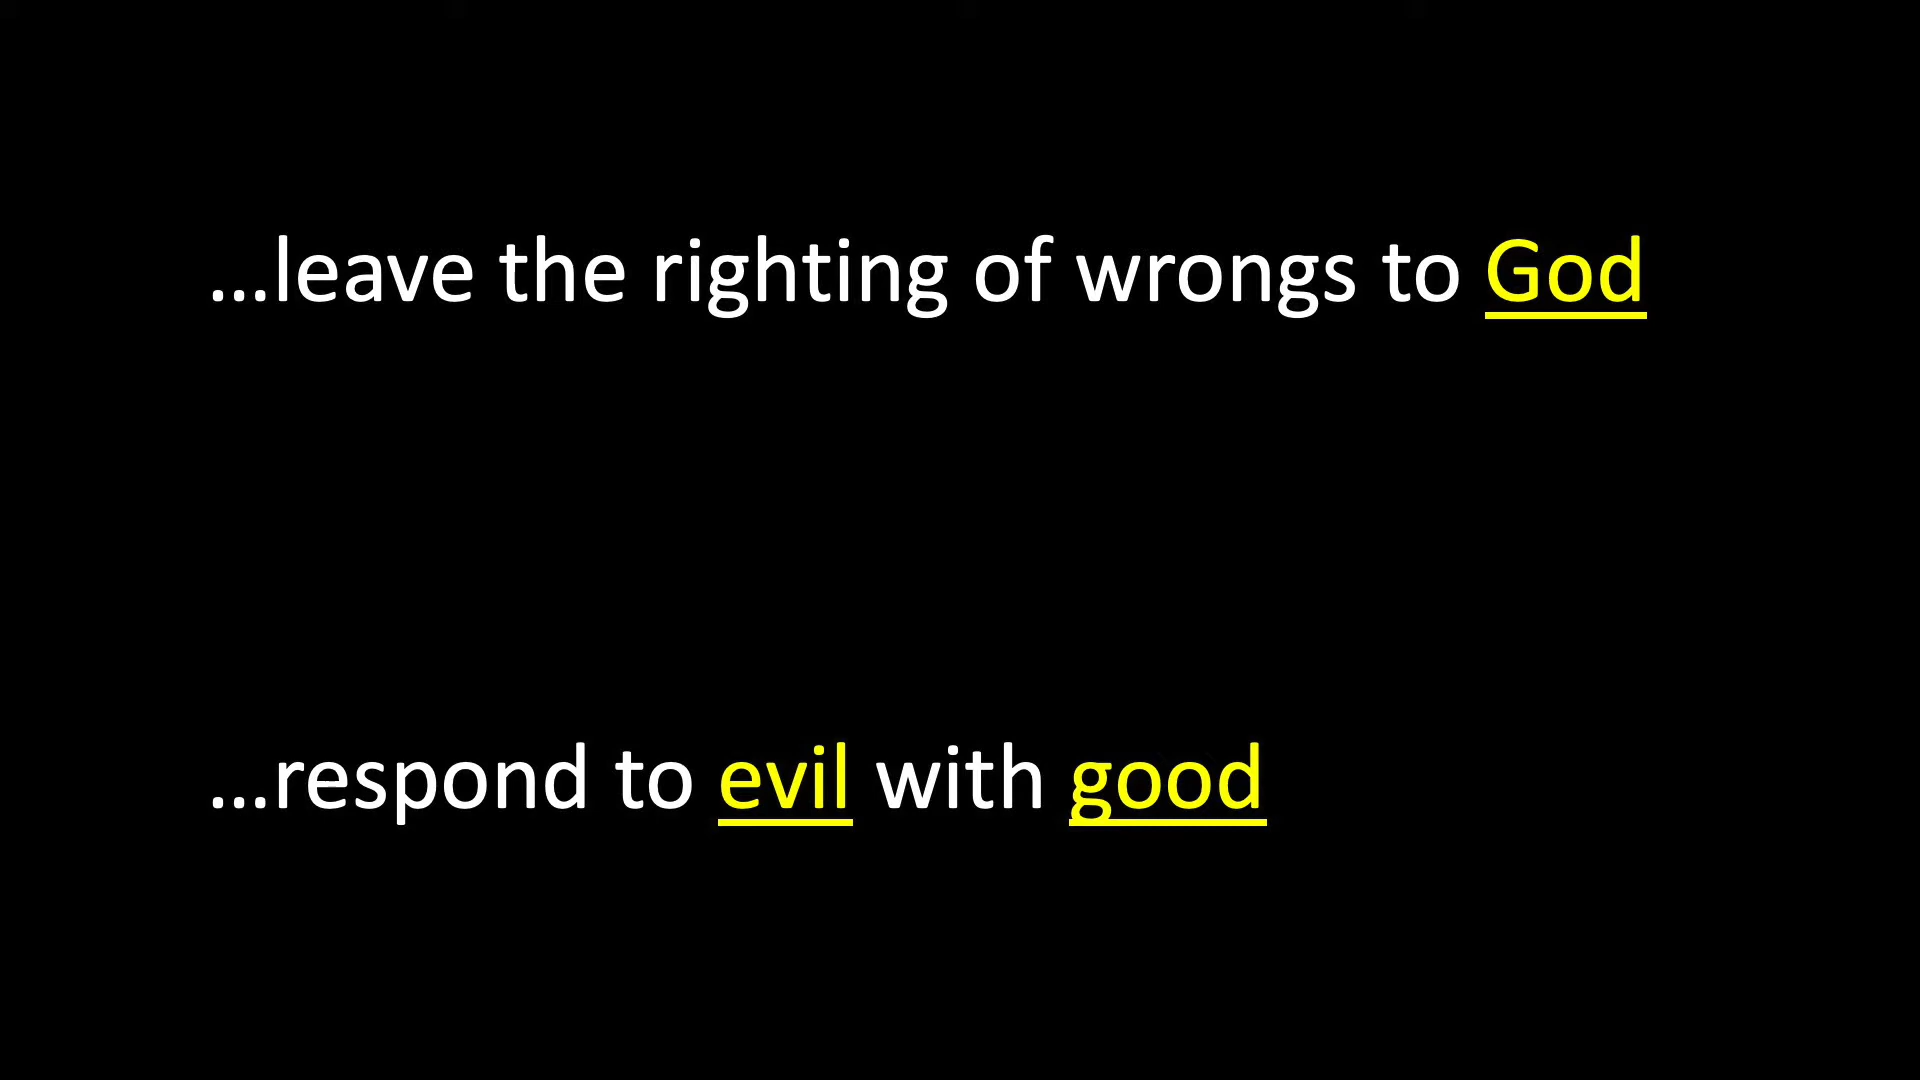 ...leave the righting of wrongs to God
...respond to evil with good